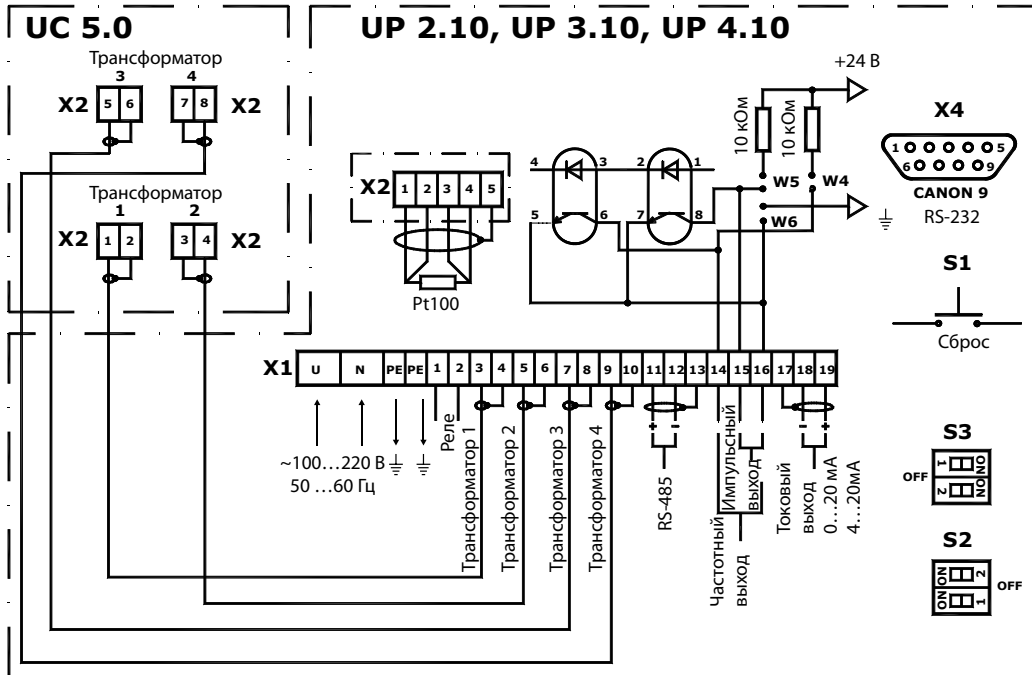 UC 5.0
UP 2.10, UP 3.10, UP 4.10
Трансформатор
3 4
X2 5 6 7 8 X2
Трансформатор
1 2
X2 1 2 3 4 X2
X2 1 2 3 4 5
Pt100
4 3 2 1
5 6 7 8
+24 В
10 кОм
10 кОм
W5 W4
W6
X4
1 5
6 9
CANON 9
RS-232
S1
Сброс
X1 U N PE PE 1 2 3 4 5 6 7 8 9 10 11 12 13 14 15 16 17 18 19
~100...220 В
50 ...60 Гц
Реле
Трансформатор 1
Трансформатор 2
Трансформатор 3
Трансформатор 4
+ -
RS-485
Частотный
выход
Импульсный
выход
- +
Токовый
выход
0...20 мА
4...20мА
S3
OFF
1 ON
2 ON
S2
ON 2
ON 1
OFF